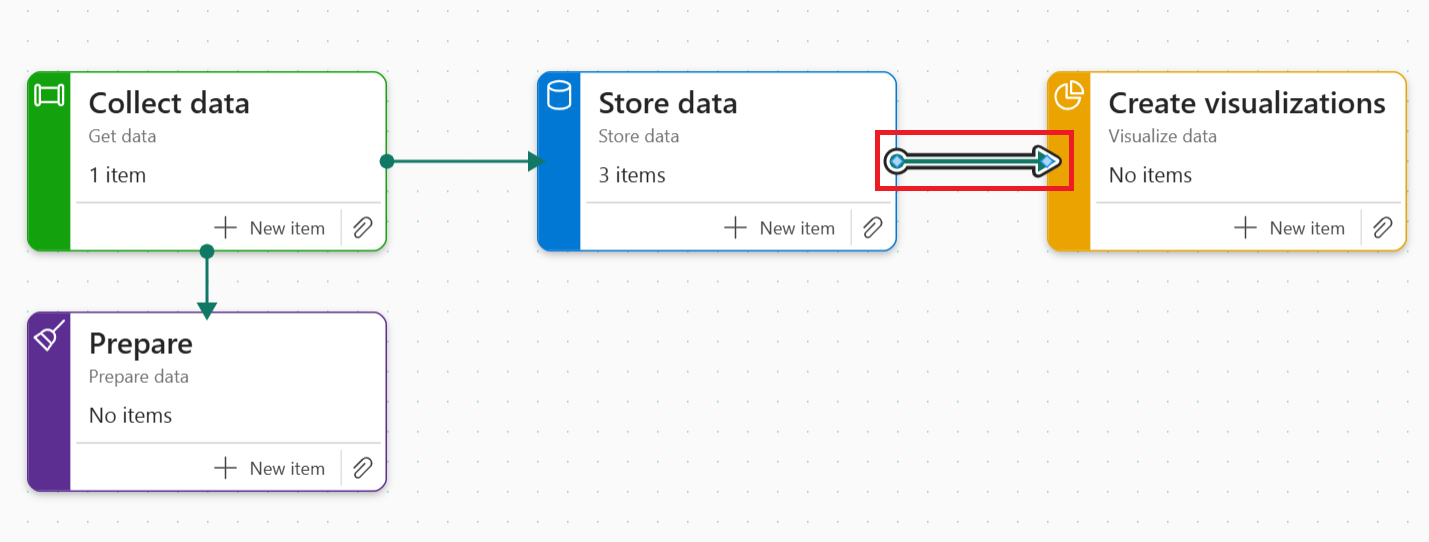 Collect data
Get data
1 item
New item
Store data
Store data
3 items
New item
Create visualizations
Visualize data
No items
New item
Prepare
Prepare data
No items
New item